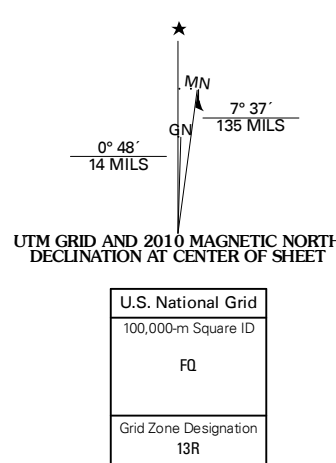 MN
7° 37´
135 MILS
GN
0° 48´
14 MILS
UTM GRID AND 2010 MAGNETIC NORTH
DECLINATION AT CENTER OF SHEET
U.S. National Grid
100,000-m Square ID
FQ
Grid Zone Designation
13R